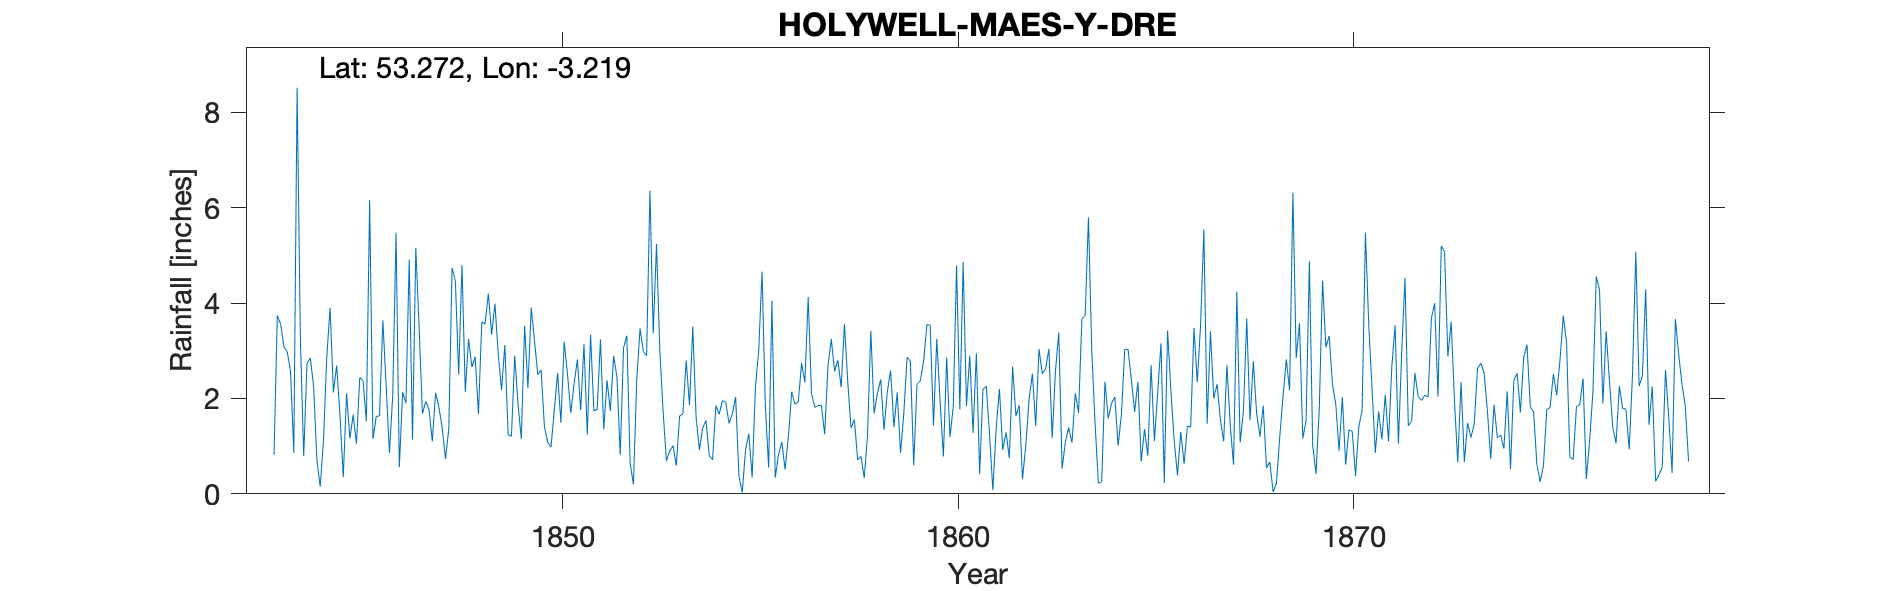 HOLYWELL-MAES-Y-DRE
Lat: 53.272, Lon: -3.219
Rainfall [inches]
8
6
4
2
0
1850 1860 1870
Year